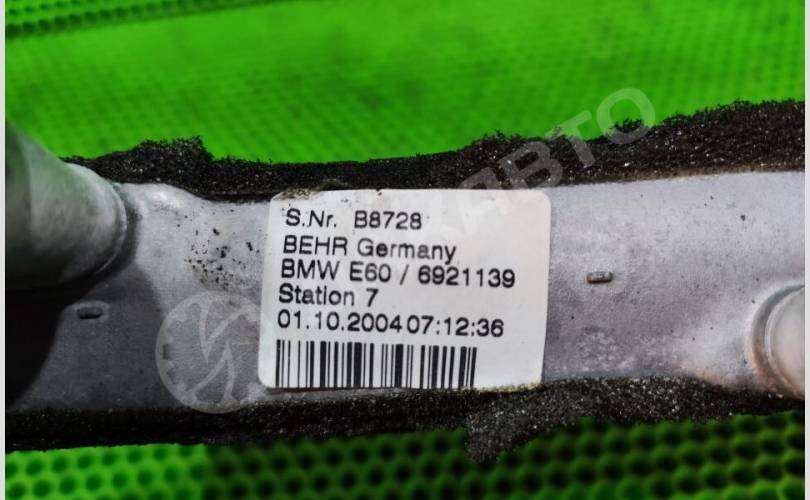 S.Nr. B8728
BEHR Germany
BMW E60 / 6921139
Station 7
01.10.2004 07:12:36